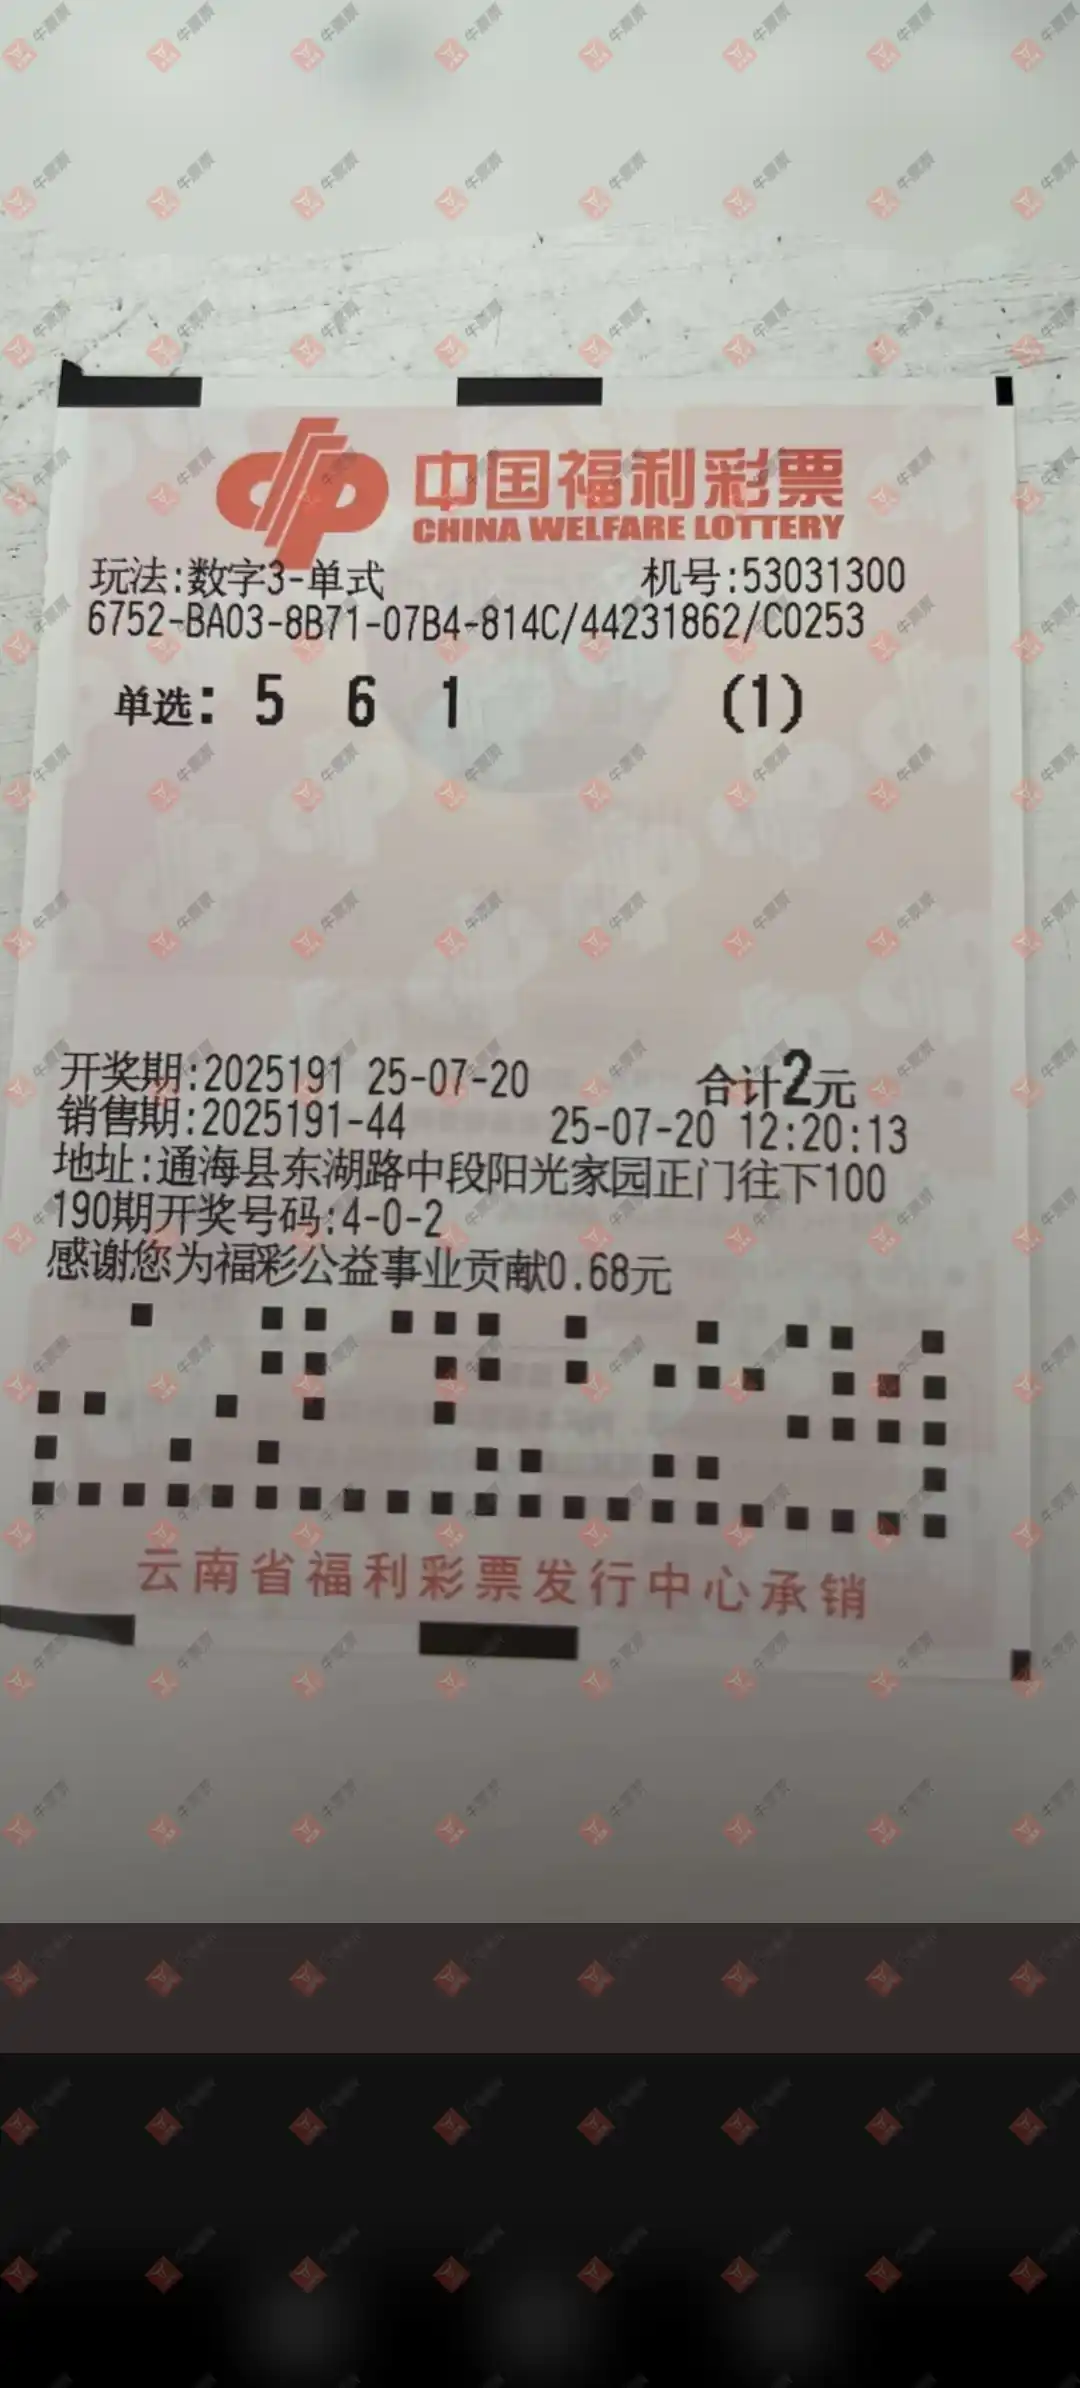 中国福利彩票
CHINA WELFARE LOTTERY
玩法:数字3-单式 机号:53031300
6752-BA03-8B71-07B4-814C/44231862/C0253
单选: 5 6 1 (1)
开奖期:2025191 25-07-20 合计2元
销售期:2025191-44 25-07-20 12:20:13
地址:通海县东湖路中段阳光家园正门往下100
190期开奖号码:4-0-2
感谢您为福彩公益事业贡献0.68元
云南省福利彩票发行中心承销